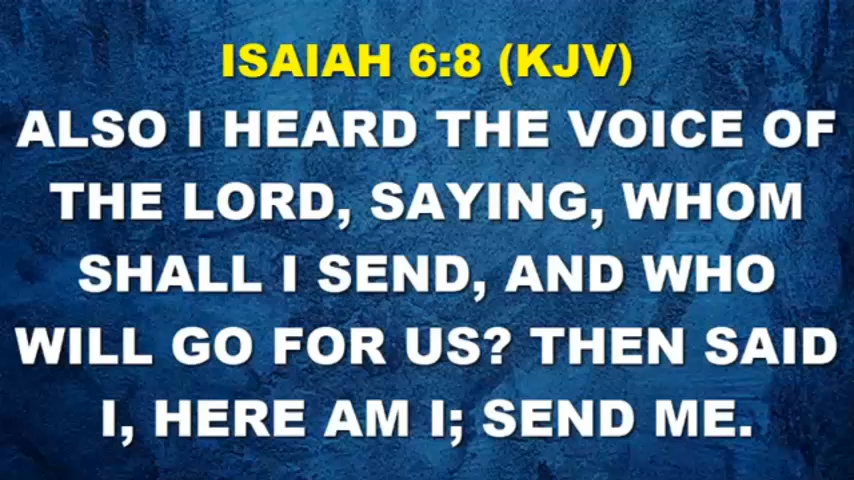 ISAIAH 6:8 (KJV)
ALSO I HEARD THE VOICE OF
THE LORD, SAYING, WHOM
SHALL I SEND, AND WHO
WILL GO FOR US? THEN SAID
I, HERE AM I; SEND ME.